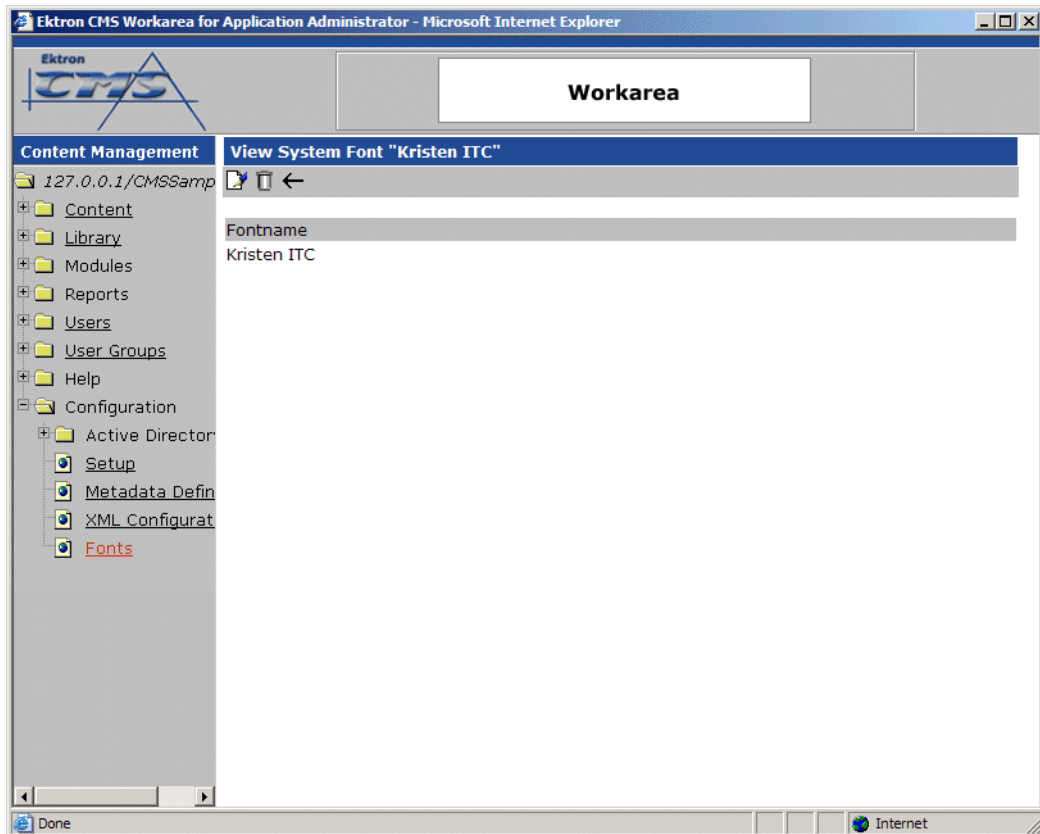 Ektron CMS Workarea for Application Administrator - Microsoft Internet Explorer
Ektron
CMS
Workarea
Content Management
View System Font "Kristen ITC"
127.0.0.1/CMSSamp
Content
Library
Modules
Reports
Users
User Groups
Help
Configuration
Active Director
Setup
Metadata Defin
XML Configurat
Fonts
Fontname
Kristen ITC
Done
Internet